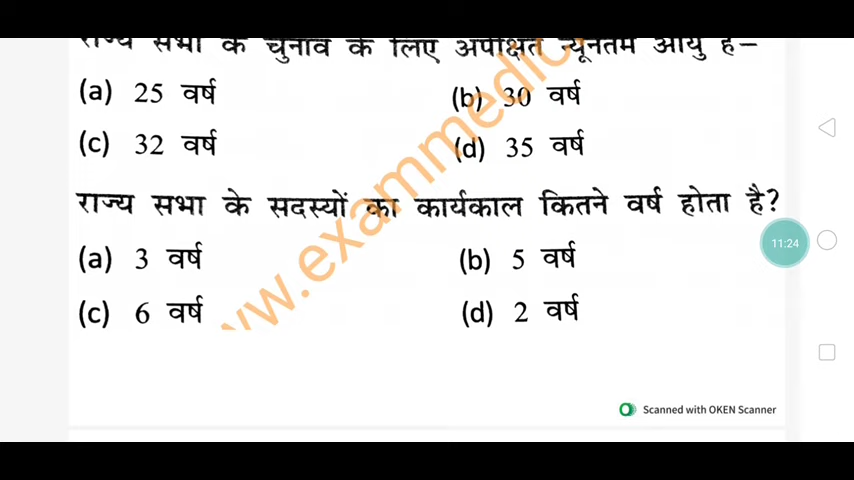 राज्य सभा के चुनाव के लिए अपेक्षित न्यूनतम आयु है–
(a) 25 वर्ष (b) 30 वर्ष
(c) 32 वर्ष (d) 35 वर्ष
राज्य सभा के सदस्यों का कार्यकाल कितने वर्ष होता है?
(a) 3 वर्ष (b) 5 वर्ष
(c) 6 वर्ष (d) 2 वर्ष
11:24
Scanned with OKEN Scanner